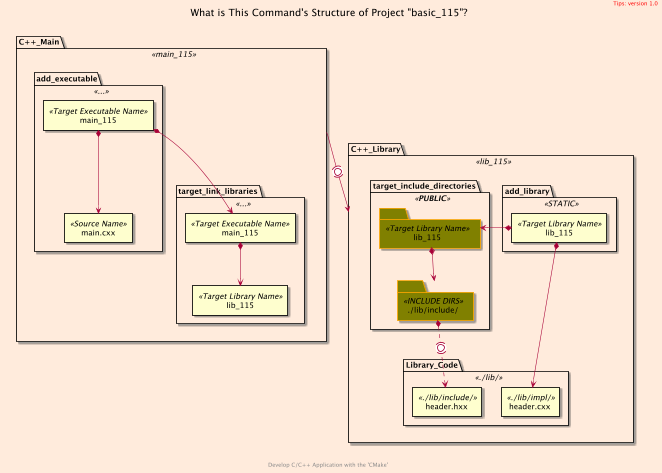 Tips: version 1.0
What is This Command's Structure of Project "basic_115"?
C++_Main
«main_115»
add_executable
«...»
«Target Executable Name»
main_115
«Source Name»
main.cxx
target_link_libraries
«...»
«Target Executable Name»
main_115
«Target Library Name»
lib_115
C++_Library
«lib_115»
target_include_directories
«PUBLIC»
«Target Library Name»
lib_115
«INCLUDE DIRS»
./lib/include/
add_library
«STATIC»
«Target Library Name»
lib_115
Library_Code
«./lib/»
«./lib/include/»
header.hxx
«./lib/impl/»
header.cxx
Develop C/C++ Application with the 'CMake'